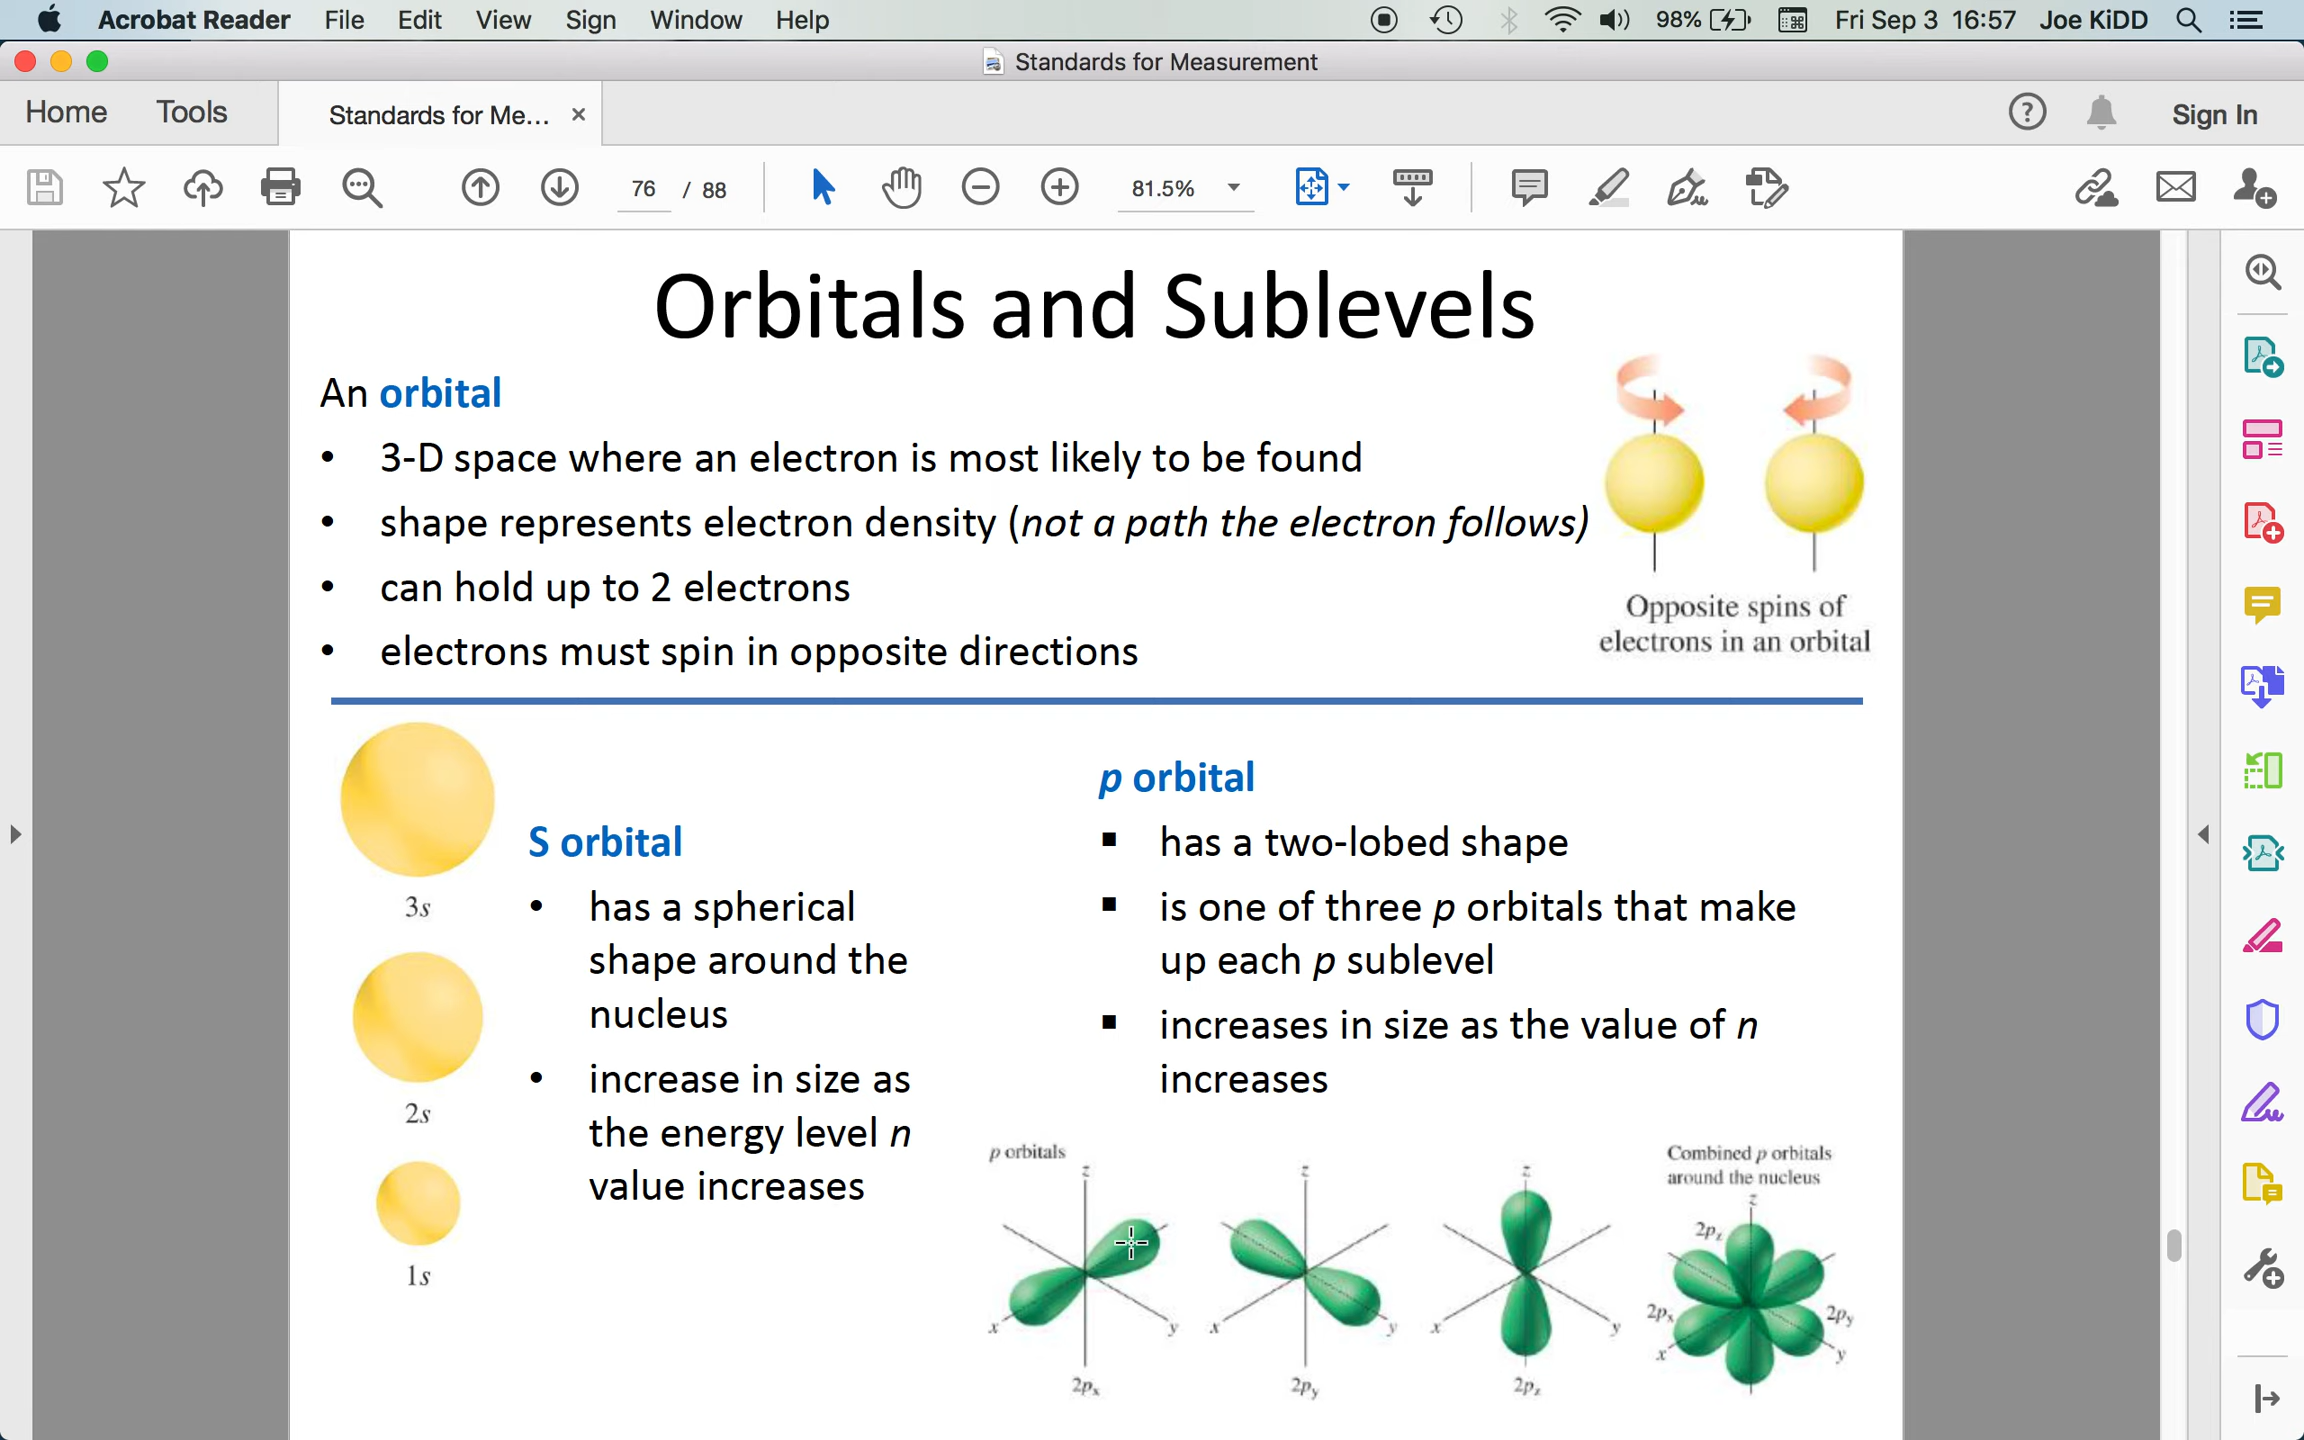 Acrobat Reader File Edit View Sign Window Help 98% Fri Sep 3 16:57 Joe KiDD
Standards for Measurement
Home Tools Standards for Me... × Sign In
76 / 88 81.5%
Orbitals and Sublevels
An orbital
• 3-D space where an electron is most likely to be found
• shape represents electron density (not a path the electron follows)
• can hold up to 2 electrons
• electrons must spin in opposite directions
Opposite spins of
electrons in an orbital
3s
2s
1s
S orbital
• has a spherical
shape around the
nucleus
• increase in size as
the energy level n
value increases
p orbital
▪ has a two-lobed shape
▪ is one of three p orbitals that make
up each p sublevel
▪ increases in size as the value of n
increases
p orbitals
z
x
y
2pₓ
z
x
y
2pᵧ
z
x
y
2p_z
Combined p orbitals
around the nucleus
z
2p_z
2pₓ
2pᵧ
x
y